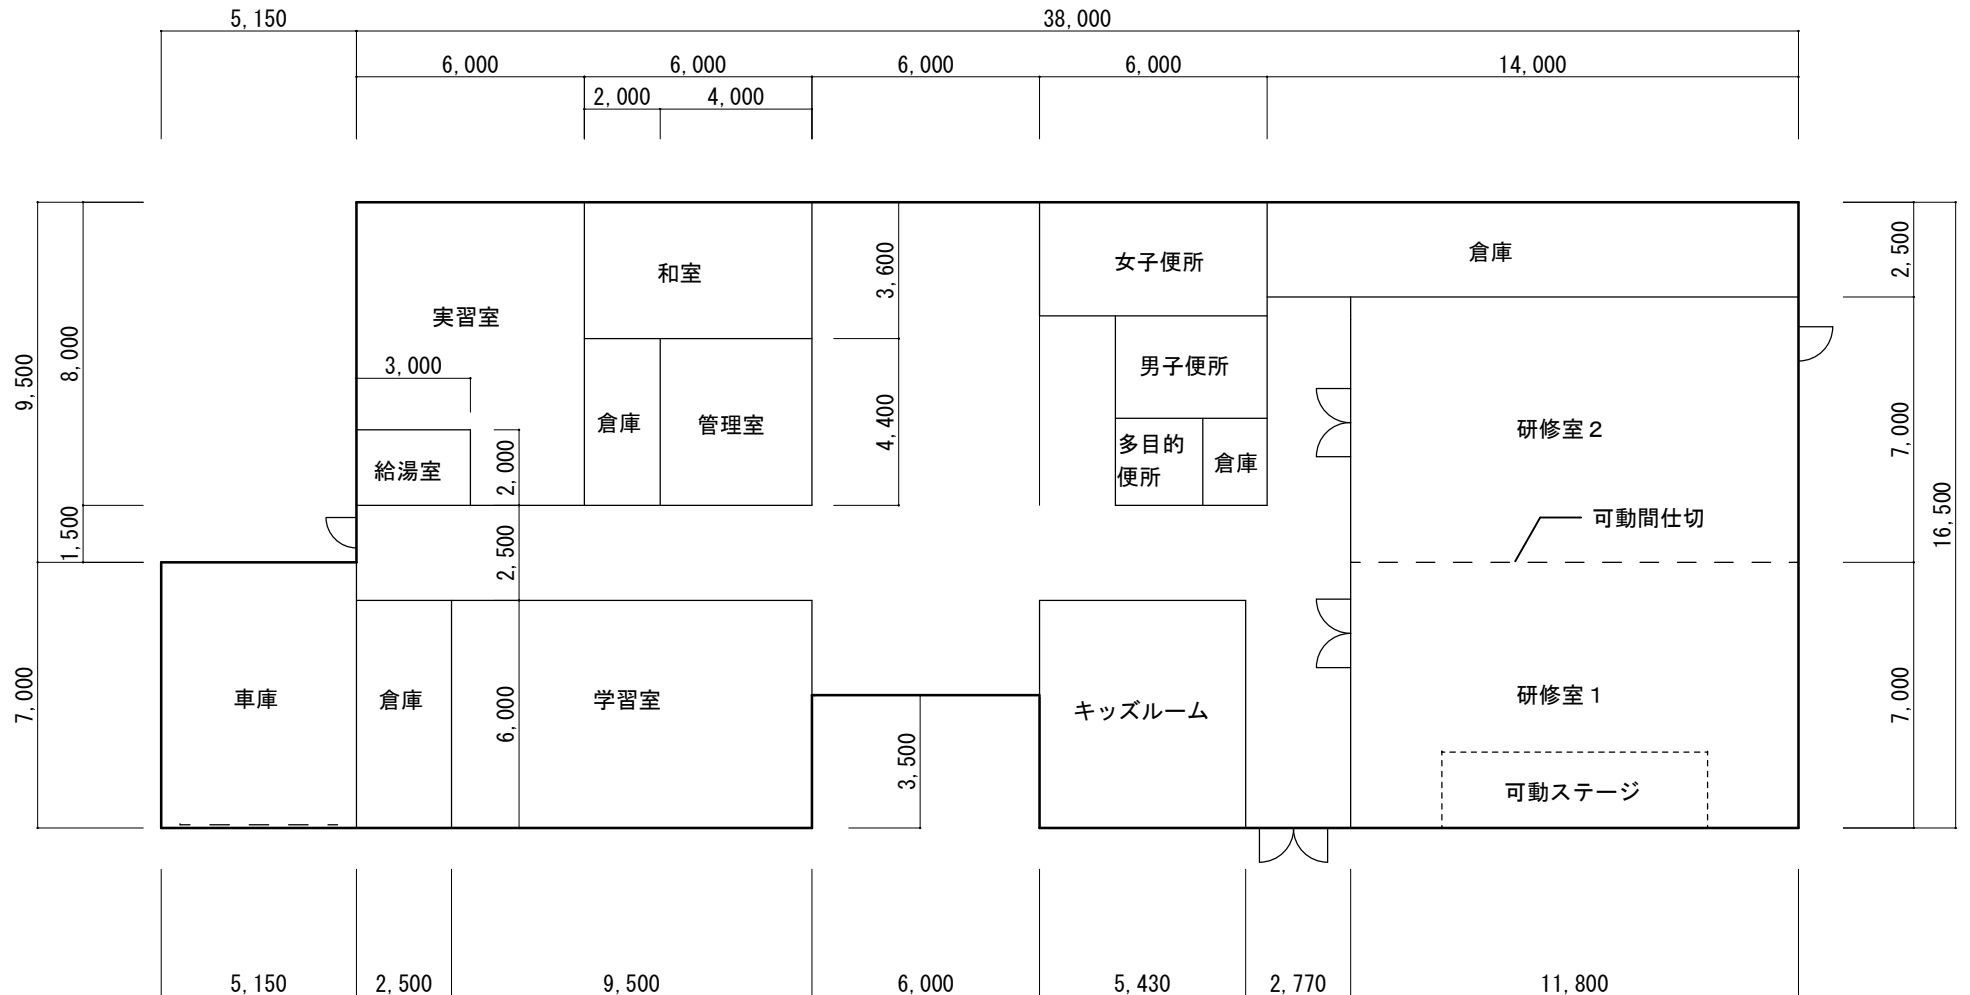 5,150
38,000
6,000
6,000
6,000
6,000
14,000
2,000
4,000
9,500
8,000
1,500
7,000
実習室
和室
3,600
女子便所
倉庫
2,500
3,000
倉庫
管理室
4,400
男子便所
研修室２
7,000
給湯室
2,000
多目的
便所
倉庫
可動間仕切
16,500
2,500
車庫
倉庫
6,000
学習室
3,500
キッズルーム
研修室１
7,000
可動ステージ
5,150
2,500
9,500
6,000
5,430
2,770
11,800